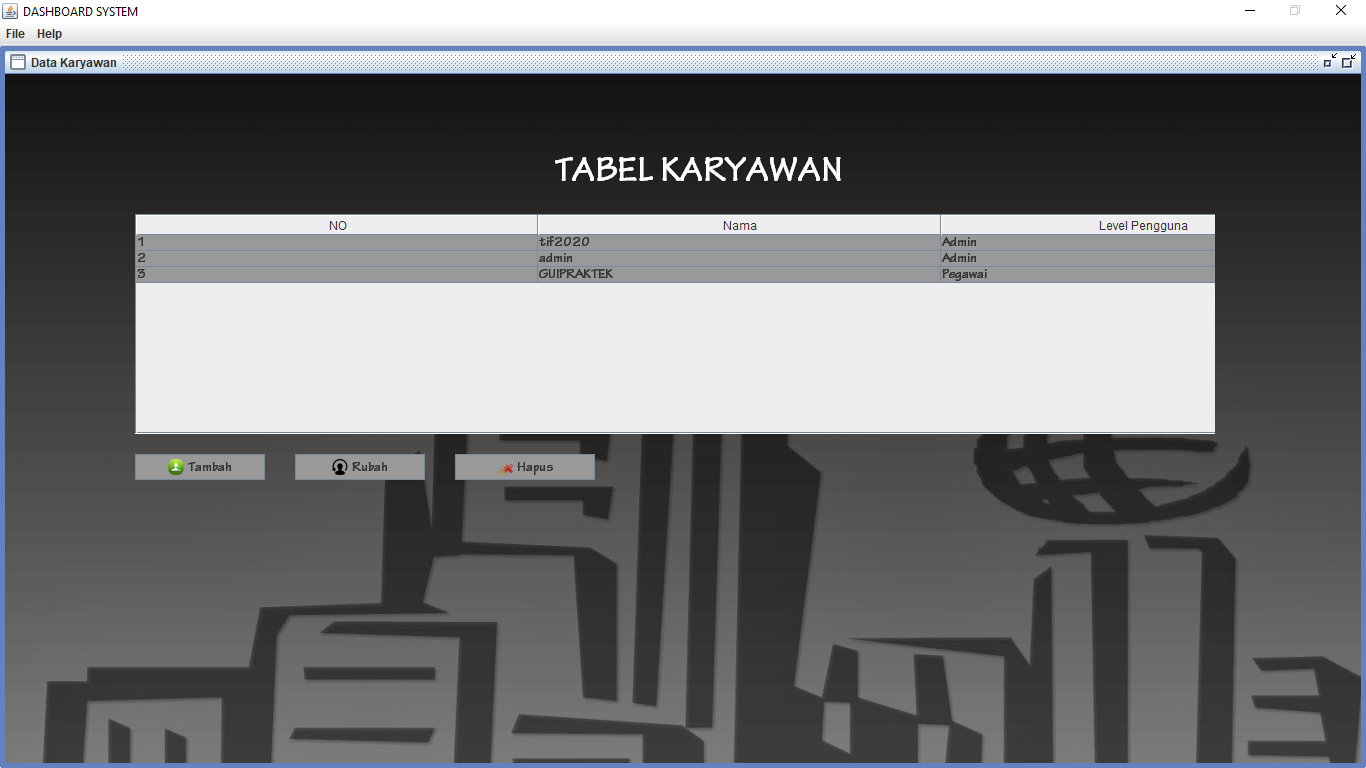 DASHBOARD SYSTEM
File Help
Data Karyawan
TABEL KARYAWAN
NO Nama Level Pengguna
1 tif2020 Admin
2 admin Admin
3 GUIPRAKTEK Pegawai
Tambah Rubah Hapus